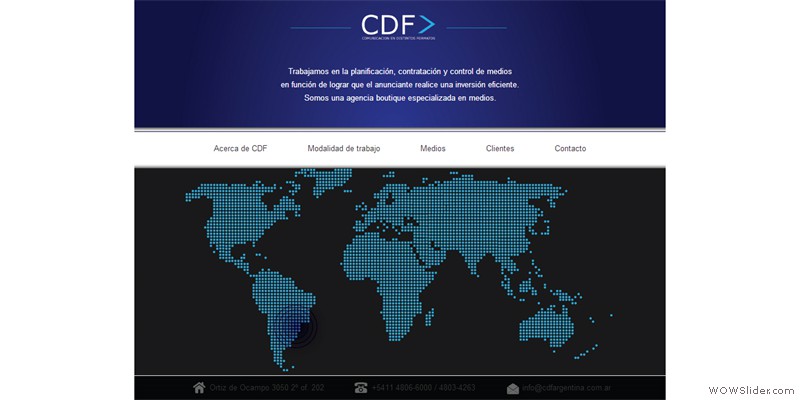 CDF
COMUNICACIÓN EN DISTINTOS FORMATOS
Trabajamos en la planificación, contratación y control de medios
en función de lograr que el anunciante realice una inversión eficiente.
Somos una agencia boutique especializada en medios.
Acerca de CDF Modalidad de trabajo Medios Clientes Contacto
Ortiz de Ocampo 3050 2º of. 202 +5411 4806-6000 / 4803-4263 info@cdfargentina.com.ar
WOWSlider.com